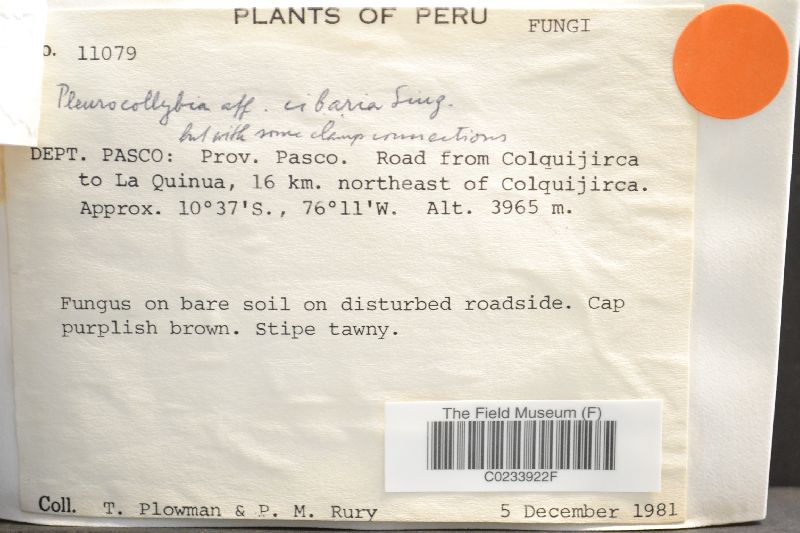 PLANTS OF PERU
FUNGI
o. 11079
Pleurocollybia aff. cibaria Sing.
but with some clamp connections
DEPT. PASCO: Prov. Pasco. Road from Colquijirca
to La Quinua, 16 km. northeast of Colquijirca.
Approx. 10°37'S., 76°11'W. Alt. 3965 m.
Fungus on bare soil on disturbed roadside. Cap
purplish brown. Stipe tawny.
The Field Museum (F)
C0233922F
Coll. T. Plowman & P. M. Rury 5 December 1981